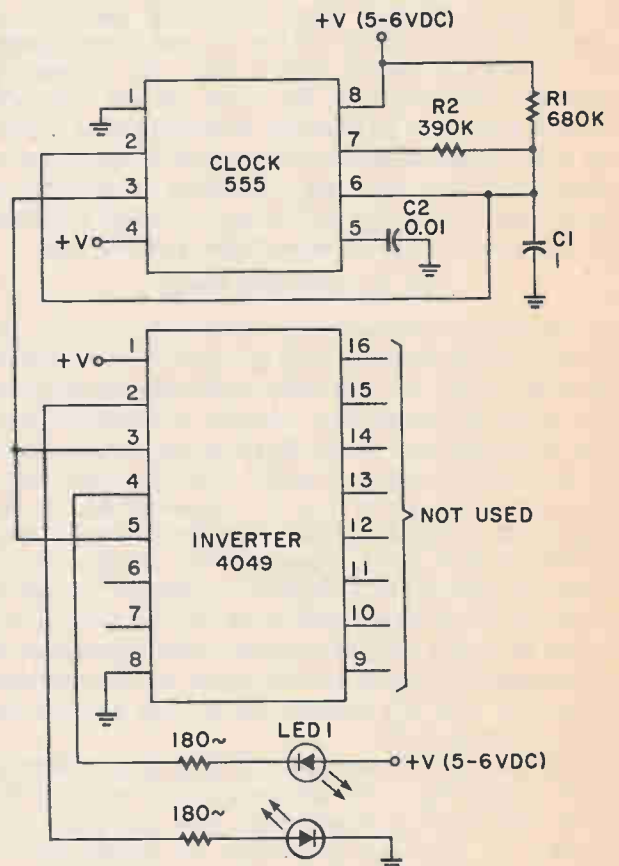 +V (5-6VDC)
1
8
R2
390K
R1
680K
2
7
CLOCK
555
3
6
C2
0.01
+V
4
5
C1
1
+V
1
16
2
15
3
14
4
13
NOT USED
5
12
INVERTER
4049
6
11
7
10
8
9
LED1
180~
+V (5-6VDC)
180~